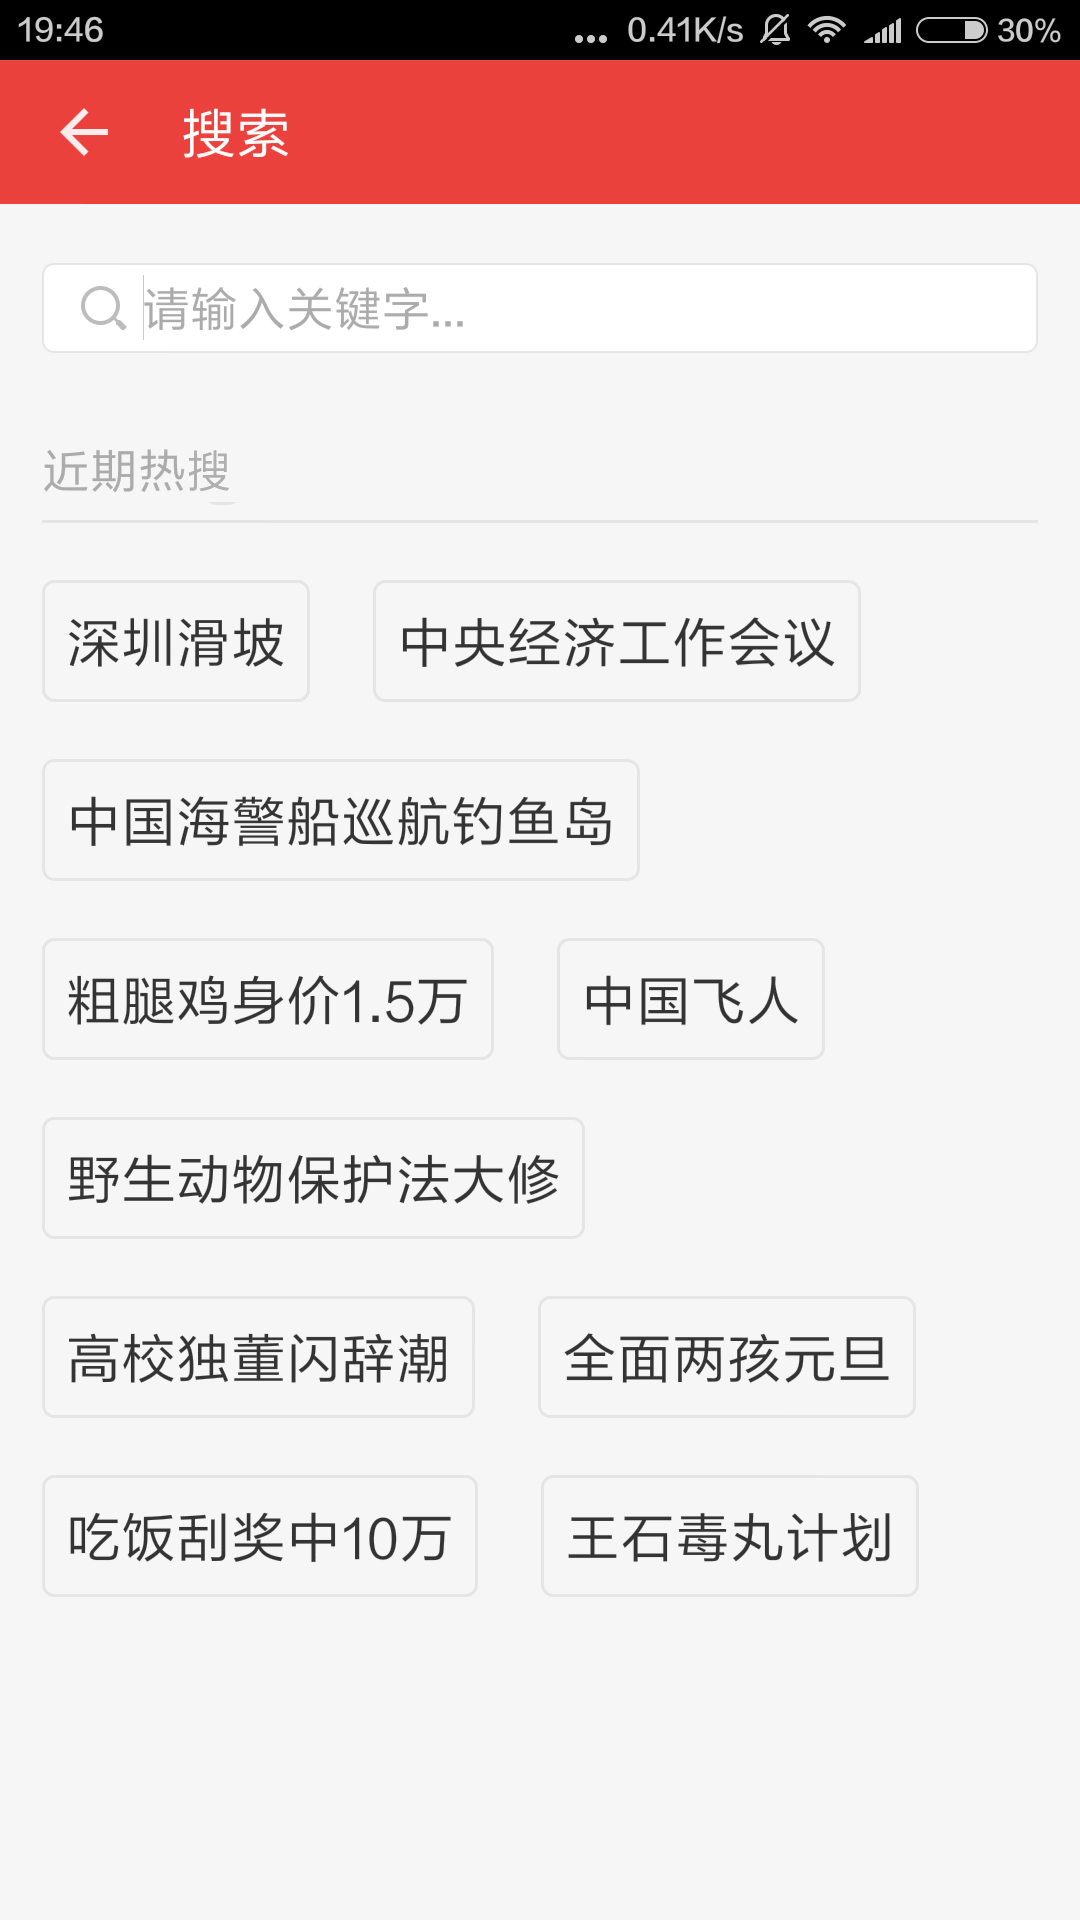 19:46 ... 0.41K/s 30%
搜索
请输入关键字...
近期热搜
深圳滑坡 中央经济工作会议
中国海警船巡航钓鱼岛
粗腿鸡身价1.5万 中国飞人
野生动物保护法大修
高校独董闪辞潮 全面两孩元旦
吃饭刮奖中10万 王石毒丸计划